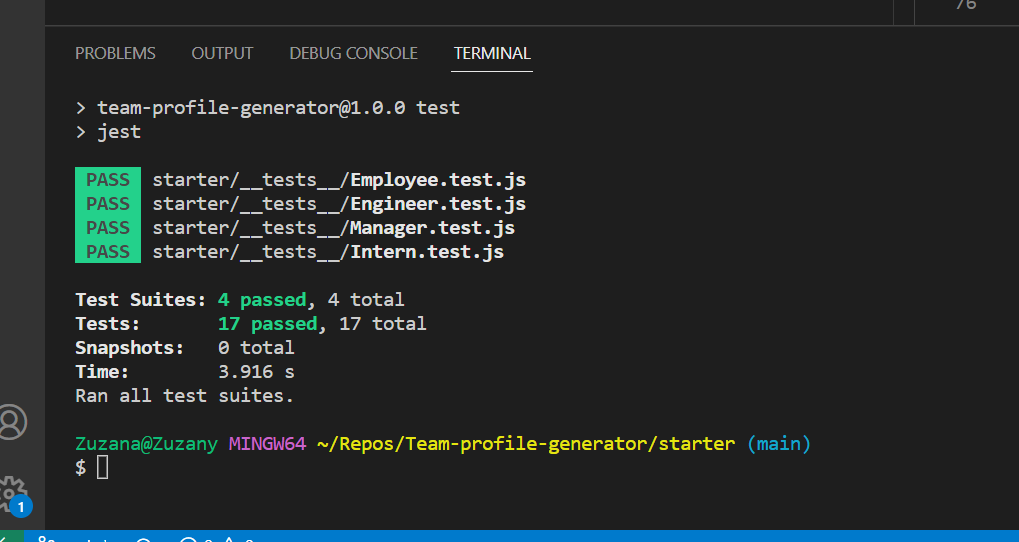 76
PROBLEMS OUTPUT DEBUG CONSOLE TERMINAL
> team-profile-generator@1.0.0 test
> jest
PASS starter/__tests__/Employee.test.js
PASS starter/__tests__/Engineer.test.js
PASS starter/__tests__/Manager.test.js
PASS starter/__tests__/Intern.test.js
Test Suites: 4 passed, 4 total
Tests: 17 passed, 17 total
Snapshots: 0 total
Time: 3.916 s
Ran all test suites.
Zuzana@Zuzany MINGW64 ~/Repos/Team-profile-generator/starter (main)
$
1